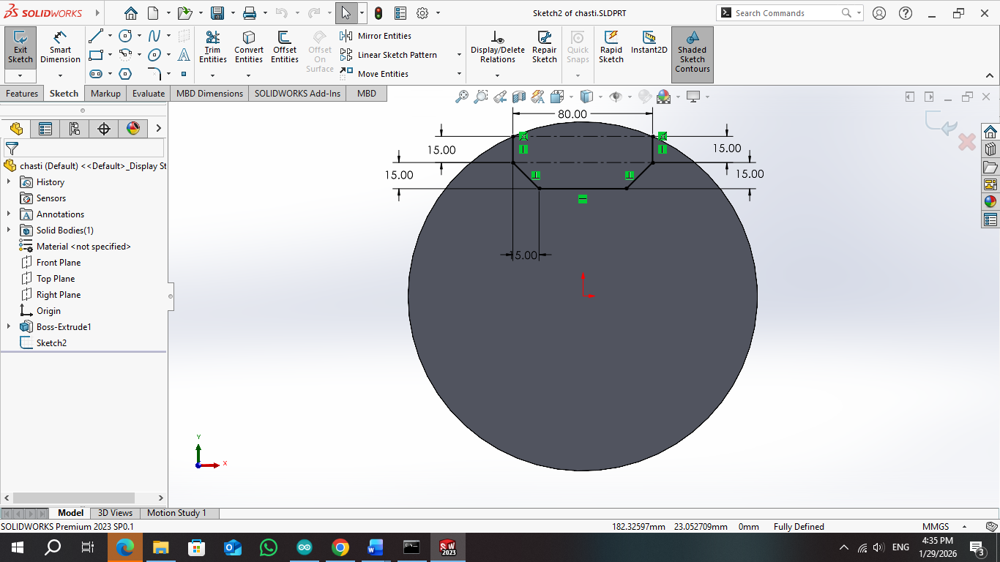 SOLIDWORKS
Sketch2 of chasti.SLDPRT
Search Commands
Exit Sketch
Smart Dimension
Trim Entities
Convert Entities
Offset Entities
Offset On Surface
Mirror Entities
Linear Sketch Pattern
Move Entities
Display/Delete Relations
Repair Sketch
Quick Snaps
Rapid Sketch
Instant2D
Shaded Sketch Contours
Features
Sketch
Markup
Evaluate
MBD Dimensions
SOLIDWORKS Add-Ins
MBD
chasti (Default) <<Default>_Display St
History
Sensors
Annotations
Solid Bodies(1)
Material <not specified>
Front Plane
Top Plane
Right Plane
Origin
Boss-Extrude1
Sketch2
80.00
15.00
15.00
15.00
15.00
15.00
Y
X
Model
3D Views
Motion Study 1
SOLIDWORKS Premium 2023 SP0.1
182.32597mm
23.052709mm
0mm
Fully Defined
MMGS
ENG
4:35 PM
1/29/2026
3
SW
2023